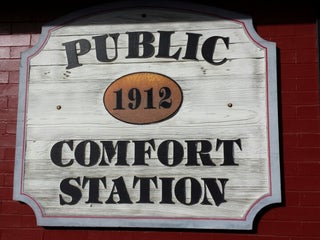 PUBLIC
1912
COMFORT
STATION